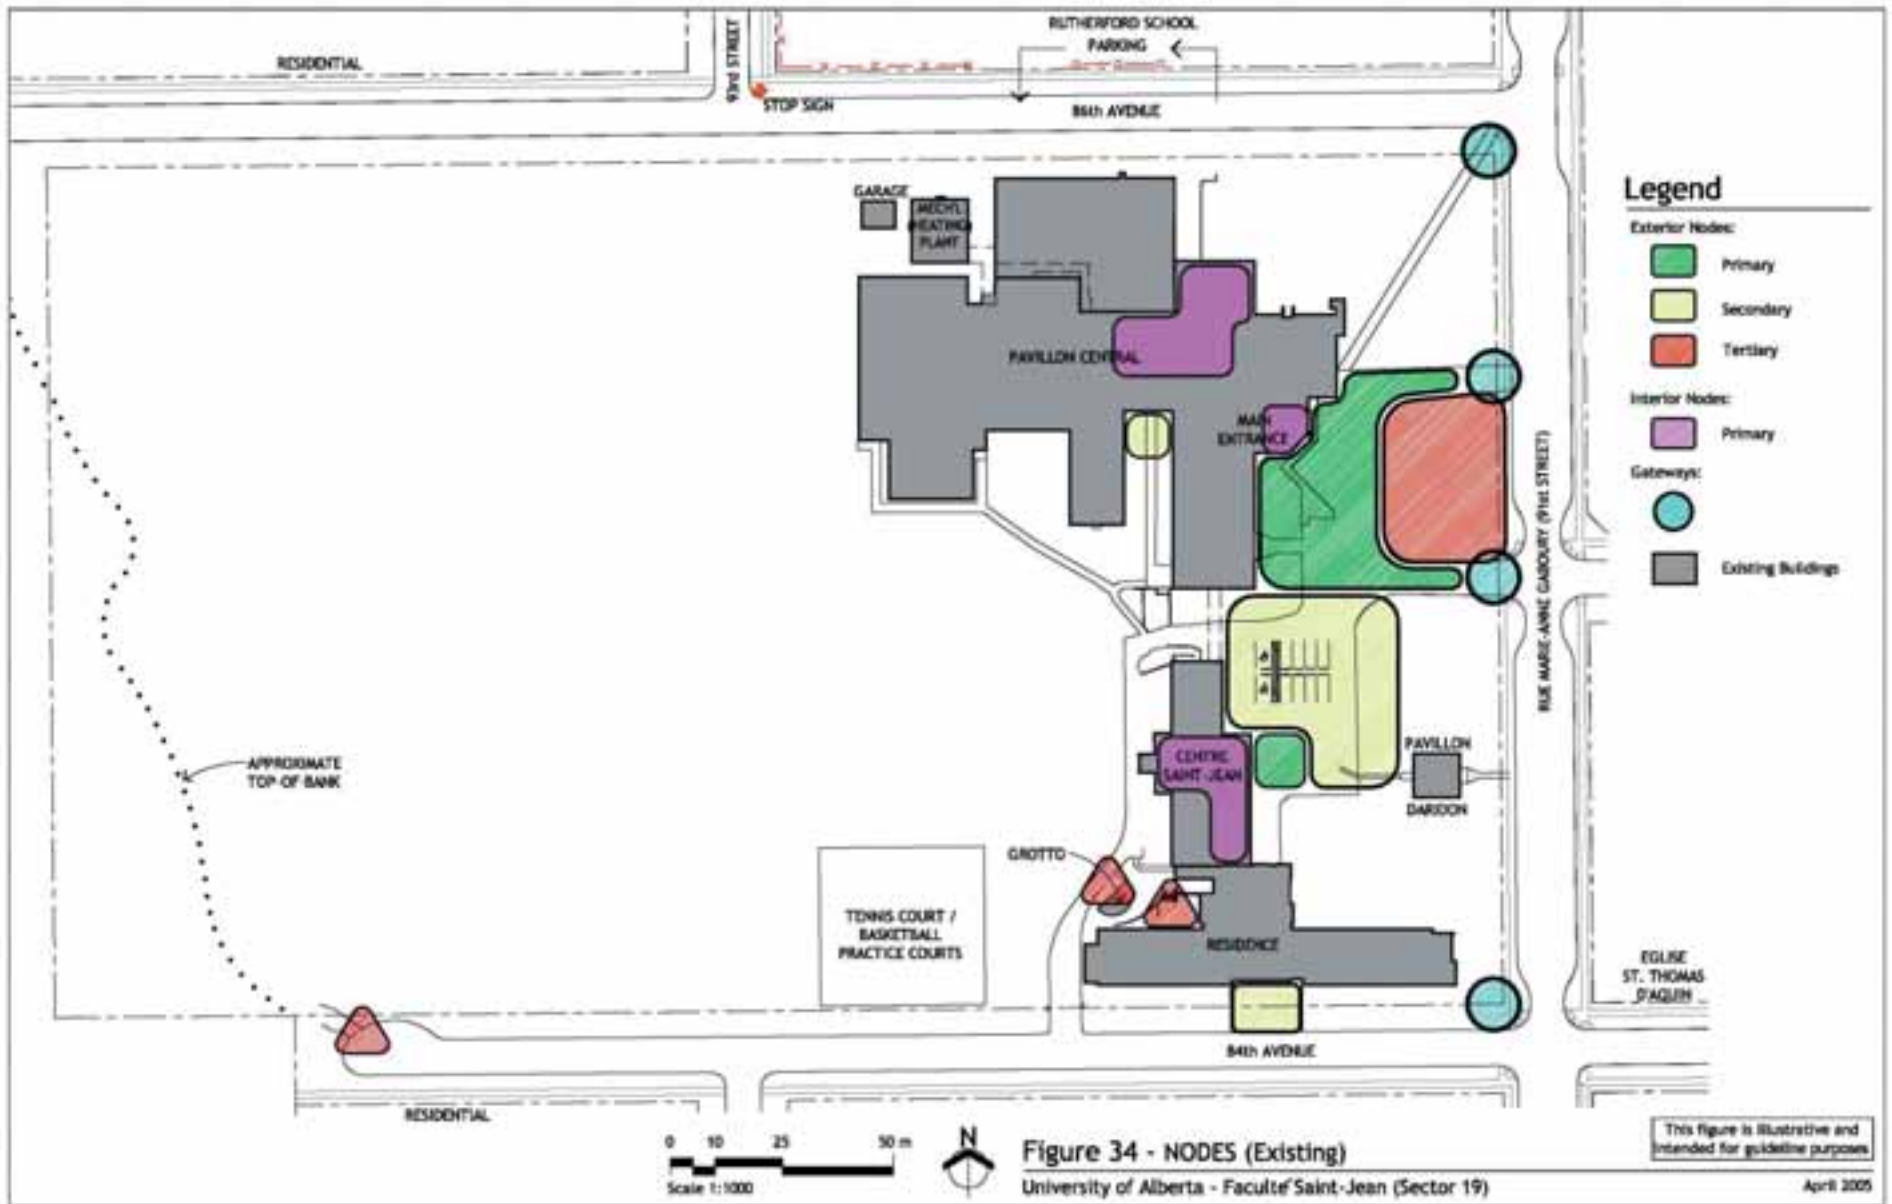 RESIDENTIAL
93rd STREET
STOP SIGN
RUTHERFORD SCHOOL
PARKING
86th AVENUE
GARAGE
MECH'L
(HEATING)
PLANT
PAVILLON CENTRAL
MAIN
ENTRANCE
RUE MARIE-ANNE GABOURY (91st STREET)
Legend
Exterior Nodes:
Primary
Secondary
Tertiary
Interior Nodes:
Primary
Gateways:
Existing Buildings
APPROXIMATE
TOP-OF-BANK
CENTRE
SAINT-JEAN
PAVILLON
DARIDON
GROTTO
TENNIS COURT /
BASKETBALL
PRACTICE COURTS
RESIDENCE
EGLISE
ST. THOMAS
D'AQUIN
84th AVENUE
RESIDENTIAL
0 10 25 50 m
Scale 1:1000
N
Figure 34 - NODES (Existing)
University of Alberta - Faculté Saint-Jean (Sector 19)
This figure is illustrative and
intended for guideline purposes
April 2005